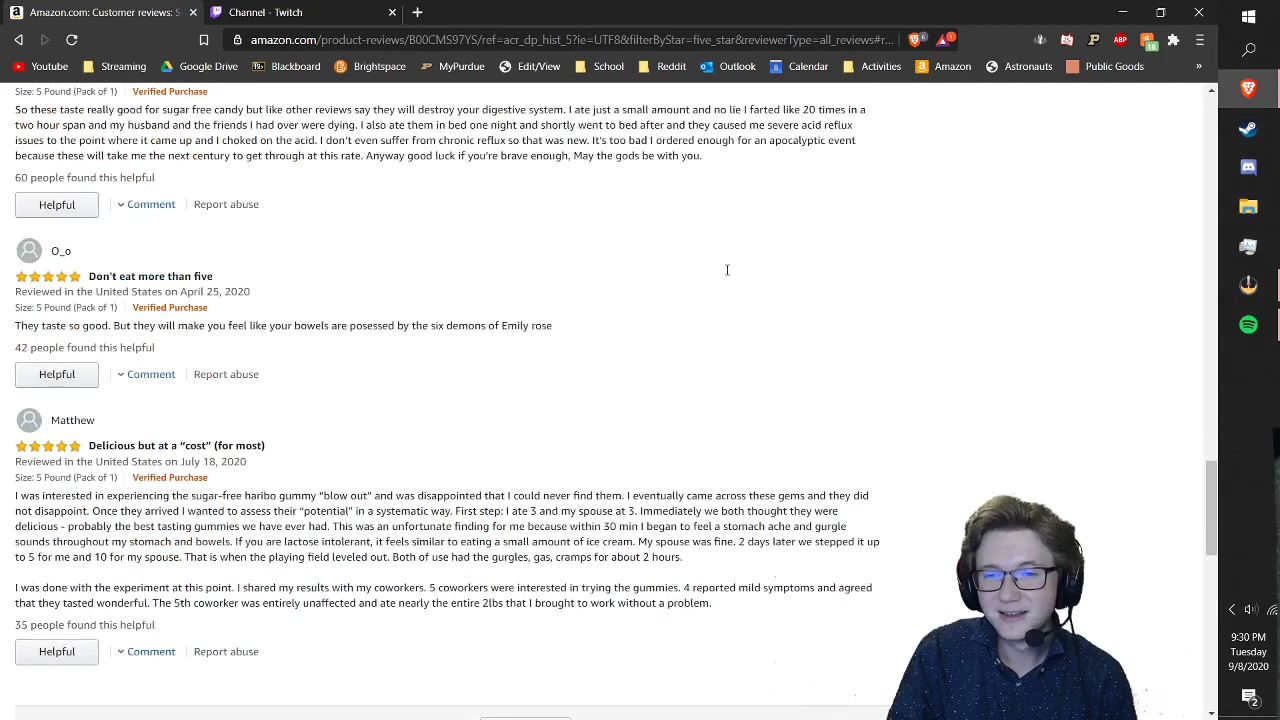 Amazon.com: Customer reviews: S
Channel - Twitch
amazon.com/product-reviews/B00CMS97YS/ref=acr_dp_hist_5?ie=UTF8&filterByStar=five_star&reviewerType=all_reviews#r...
6
1
ABP
18
Youtube
Streaming
Google Drive
Blackboard
Brightspace
MyPurdue
Edit/View
School
Reddit
Outlook
Calendar
Activities
Amazon
Astronauts
Public Goods
Size: 5 Pound (Pack of 1) Verified Purchase
So these taste really good for sugar free candy but like other reviews say they will destroy your digestive system. I ate just a small amount and no lie I farted like 20 times in a
two hour span and my husband and the friends I had over were dying. I also ate them in bed one night and shortly went to bed after and they caused me severe acid reflux
issues to the point where it came up and I choked on the acid. I don't even suffer from chronic reflux so that was new. It's too bad I ordered enough for an apocalyptic event
because these will take me the next century to get through at this rate. Anyway good luck if you're brave enough, May the gods be with you.
60 people found this helpful
Helpful
Comment
Report abuse
O_o
Don't eat more than five
Reviewed in the United States on April 25, 2020
Size: 5 Pound (Pack of 1) Verified Purchase
They taste so good. But they will make you feel like your bowels are posessed by the six demons of Emily rose
42 people found this helpful
Helpful
Comment
Report abuse
Matthew
Delicious but at a “cost” (for most)
Reviewed in the United States on July 18, 2020
Size: 5 Pound (Pack of 1) Verified Purchase
I was interested in experiencing the sugar-free haribo gummy “blow out” and was disappointed that I could never find them. I eventually came across these gems and they did
not disappoint. Once they arrived I wanted to assess their “potential” in a systematic way. First step: I ate 3 and my spouse at 3. Immediately we both thought they were
delicious - probably the best tasting gummies we have ever had. This was an unfortunate finding for me because within 30 min I began to feel a stomach ache and gurgle
sounds throughout my stomach and bowels. If you are lactose intolerant, it feels similar to eating a small amount of ice cream. My spouse was fine. 2 days later we stepped it up
to 5 for me and 10 for my spouse. That is when the playing field leveled out. Both of use had the gurgles, gas, cramps for about 2 hours.
I was done with the experiment at this point. I shared my results with my coworkers. 5 coworkers were interested in trying the gummies. 4 reported mild symptoms and agreed
that they tasted wonderful. The 5th coworker was entirely unaffected and ate nearly the entire 2lbs that I brought to work without a problem.
35 people found this helpful
Helpful
Comment
Report abuse
9:30 PM
Tuesday
9/8/2020
2